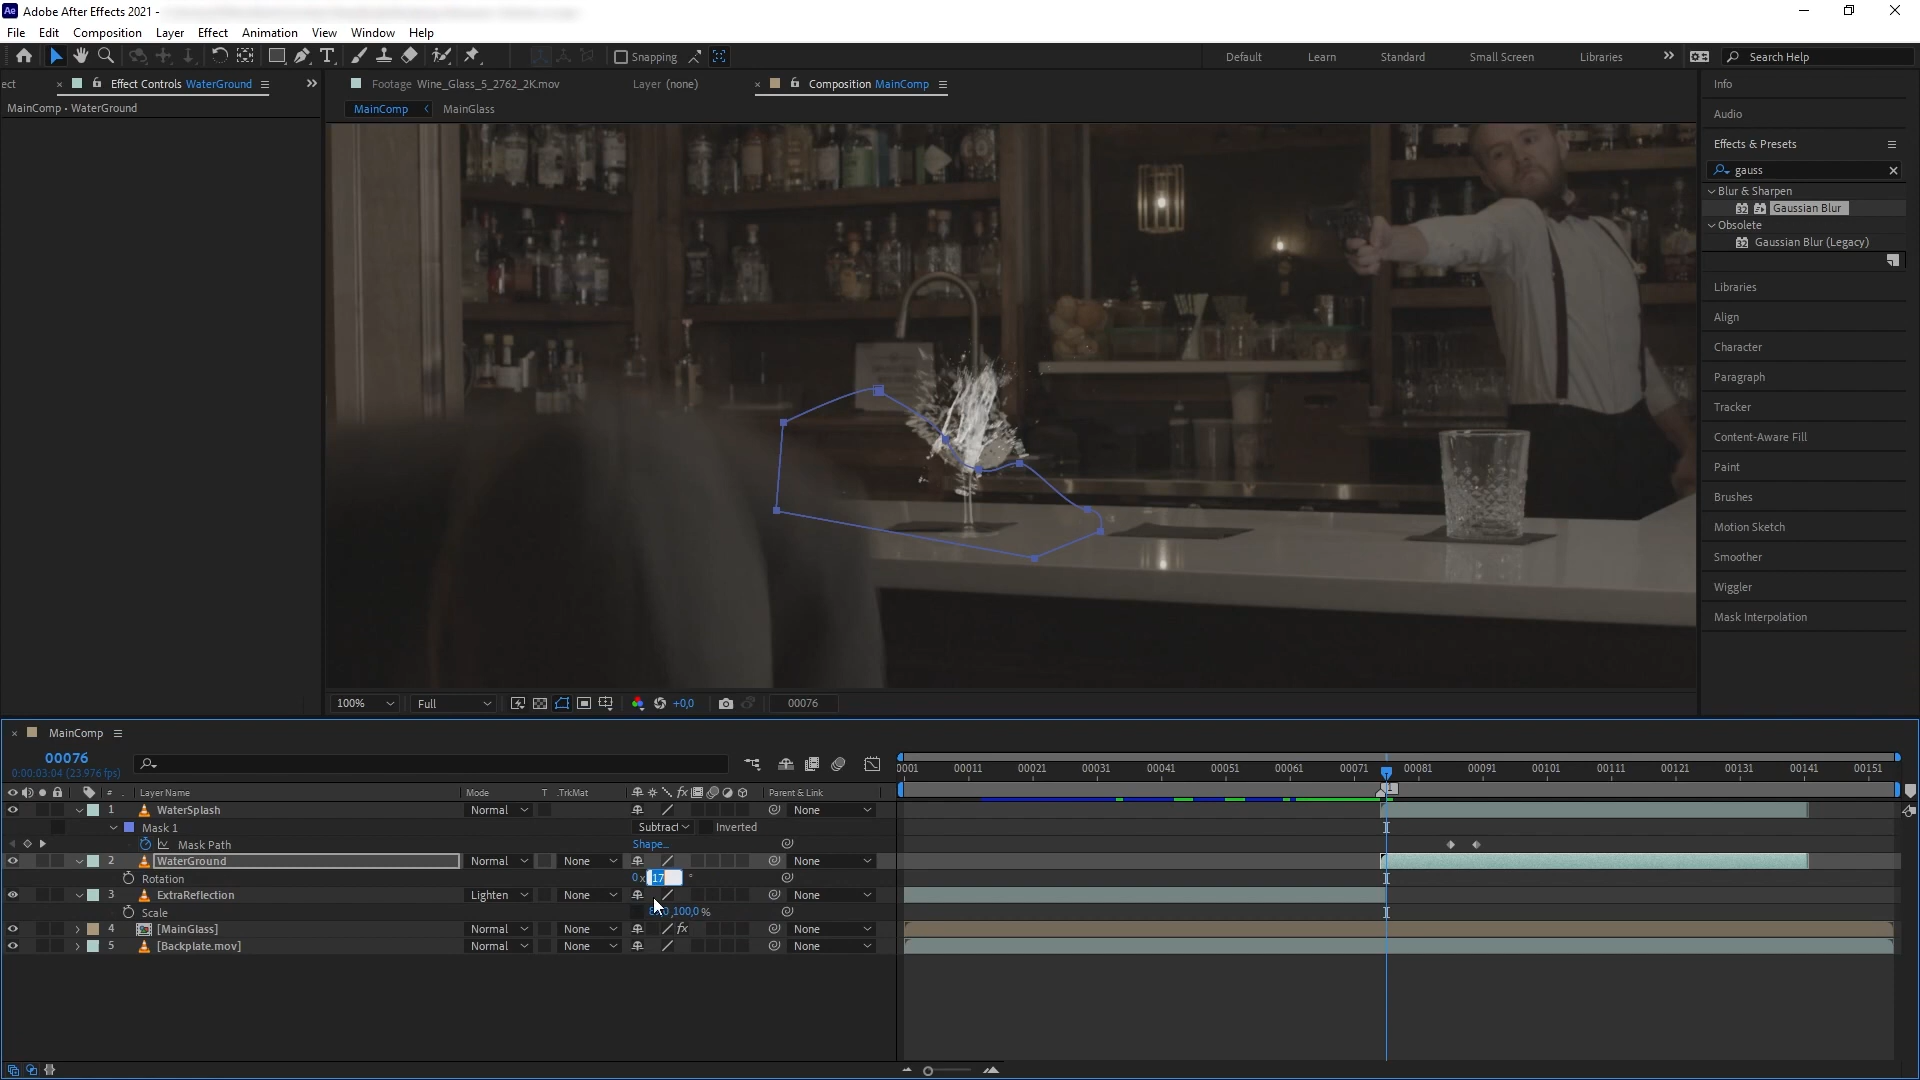 Ae Adobe After Effects 2021 -
File Edit Composition Layer Effect Animation View Window Help
Snapping
Default Learn Standard Small Screen Libraries
Search Help
ect × Effect Controls WaterGround
Footage Wine_Glass_5_2762_2K.mov Layer (none) × Composition MainComp
MainComp • WaterGround
MainComp MainGlass
Info
Audio
Effects & Presets
gauss
Blur & Sharpen
32 Gaussian Blur
Obsolete
32 Gaussian Blur (Legacy)
Libraries
Align
Character
Paragraph
Tracker
Content-Aware Fill
Paint
Brushes
Motion Sketch
Smoother
Wiggler
Mask Interpolation
100% Full +0,0 00076
× MainComp
00076
0:00:03:04 (23.976 fps)
0001 00011 00021 00031 00041 00051 00061 00071 00081 00091 00101 00111 00121 00131 00141 00151
# Layer Name Mode T .TrkMat Parent & Link
1
1 WaterSplash Normal None
Mask 1 Subtract Inverted
Mask Path Shape...
2 WaterGround Normal None None
Rotation 0x 17 °
3 ExtraReflection Lighten None None
Scale ,100,0 %
4 [MainGlass] Normal None fx None
5 [Backplate.mov] Normal None None